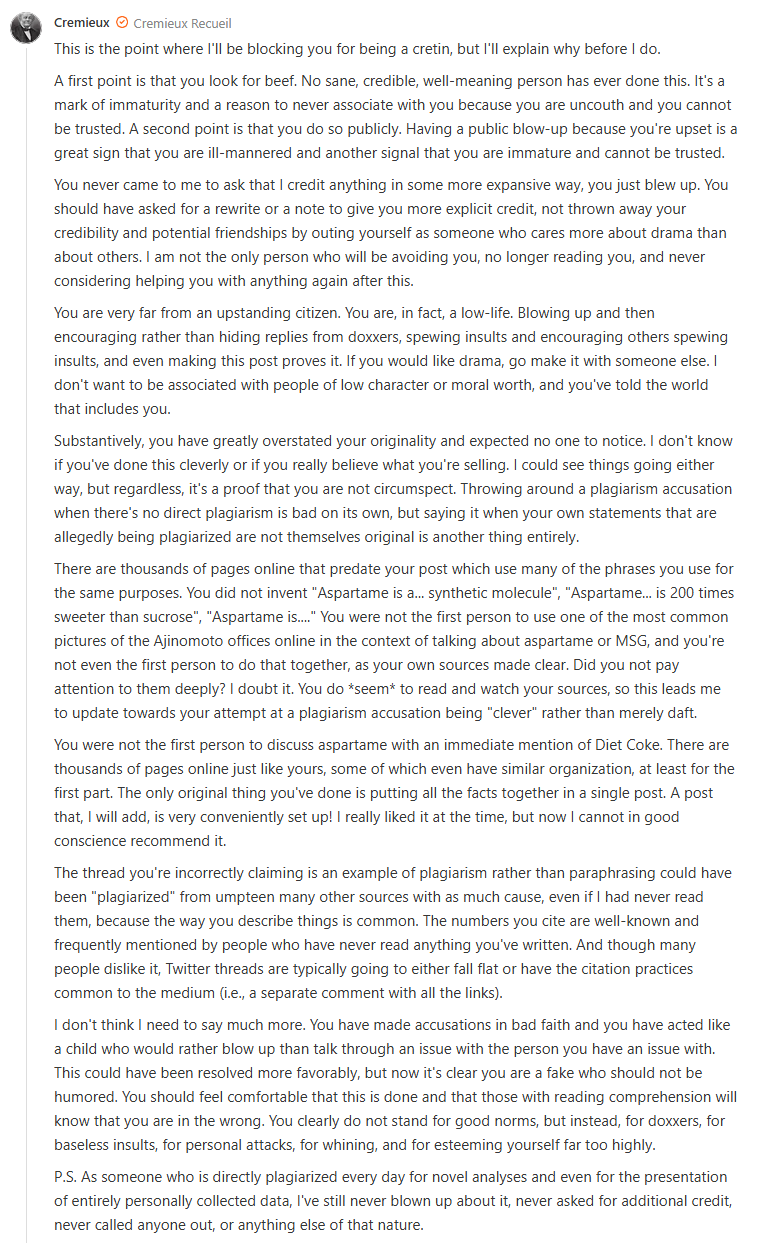 Cremieux Cremieux Recueil
This is the point where I'll be blocking you for being a cretin, but I'll explain why before I do.
A first point is that you look for beef. No sane, credible, well-meaning person has ever done this. It's a
mark of immaturity and a reason to never associate with you because you are uncouth and you cannot
be trusted. A second point is that you do so publicly. Having a public blow-up because you're upset is a
great sign that you are ill-mannered and another signal that you are immature and cannot be trusted.
You never came to me to ask that I credit anything in some more expansive way, you just blew up. You
should have asked for a rewrite or a note to give you more explicit credit, not thrown away your
credibility and potential friendships by outing yourself as someone who cares more about drama than
about others. I am not the only person who will be avoiding you, no longer reading you, and never
considering helping you with anything again after this.
You are very far from an upstanding citizen. You are, in fact, a low-life. Blowing up and then
encouraging rather than hiding replies from doxxers, spewing insults and encouraging others spewing
insults, and even making this post proves it. If you would like drama, go make it with someone else. I
don't want to be associated with people of low character or moral worth, and you've told the world
that includes you.
Substantively, you have greatly overstated your originality and expected no one to notice. I don't know
if you've done this cleverly or if you really believe what you're selling. I could see things going either
way, but regardless, it's a proof that you are not circumspect. Throwing around a plagiarism accusation
when there's no direct plagiarism is bad on its own, but saying it when your own statements that are
allegedly being plagiarized are not themselves original is another thing entirely.
There are thousands of pages online that predate your post which use many of the phrases you use for
the same purposes. You did not invent "Aspartame is a... synthetic molecule", "Aspartame... is 200 times
sweeter than sucrose", "Aspartame is...." You were not the first person to use one of the most common
pictures of the Ajinomoto offices online in the context of talking about aspartame or MSG, and you're
not even the first person to do that together, as your own sources made clear. Did you not pay
attention to them deeply? I doubt it. You do *seem* to read and watch your sources, so this leads me
to update towards your attempt at a plagiarism accusation being "clever" rather than merely daft.
You were not the first person to discuss aspartame with an immediate mention of Diet Coke. There are
thousands of pages online just like yours, some of which even have similar organization, at least for the
first part. The only original thing you've done is putting all the facts together in a single post. A post
that, I will add, is very conveniently set up! I really liked it at the time, but now I cannot in good
conscience recommend it.
The thread you're incorrectly claiming is an example of plagiarism rather than paraphrasing could have
been "plagiarized" from umpteen many other sources with as much cause, even if I had never read
them, because the way you describe things is common. The numbers you cite are well-known and
frequently mentioned by people who have never read anything you've written. And though many
people dislike it, Twitter threads are typically going to either fall flat or have the citation practices
common to the medium (i.e., a separate comment with all the links).
I don't think I need to say much more. You have made accusations in bad faith and you have acted like
a child who would rather blow up than talk through an issue with the person you have an issue with.
This could have been resolved more favorably, but now it's clear you are a fake who should not be
humored. You should feel comfortable that this is done and that those with reading comprehension will
know that you are in the wrong. You clearly do not stand for good norms, but instead, for doxxers, for
baseless insults, for personal attacks, for whining, and for esteeming yourself far too highly.
P.S. As someone who is directly plagiarized every day for novel analyses and even for the presentation
of entirely personally collected data, I've still never blown up about it, never asked for additional credit,
never called anyone out, or anything else of that nature.